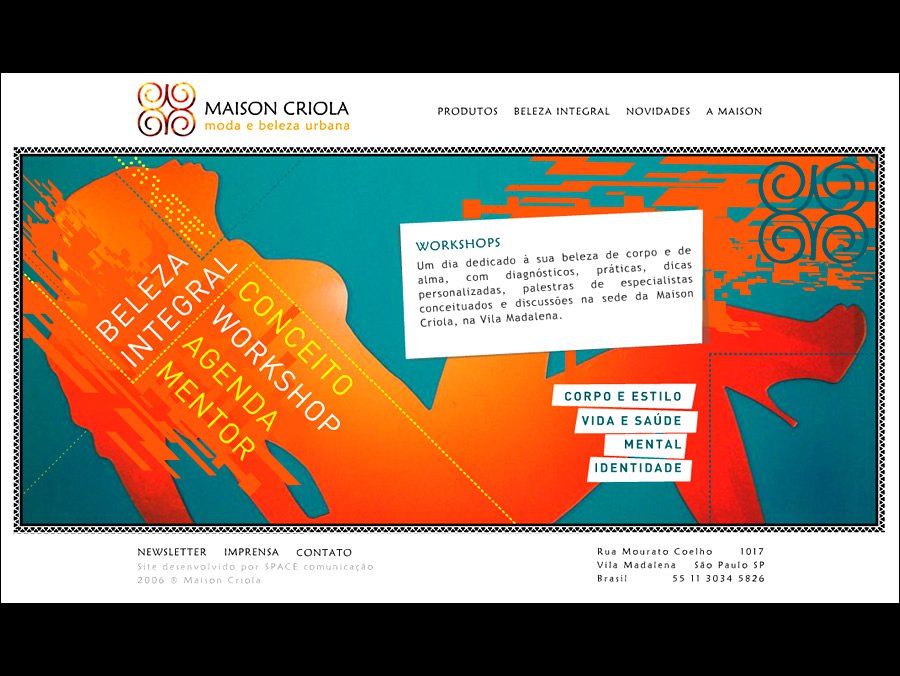 MAISON CRIOLA
moda e beleza urbana
PRODUTOS BELEZA INTEGRAL NOVIDADES A MAISON
BELEZA
INTEGRAL
CONCEITO
WORKSHOP
AGENDA
MENTOR
WORKSHOPS
Um dia dedicado à sua beleza de corpo e de
alma, com diagnósticos, práticas, dicas
personalizadas, palestras de especialistas
conceituados e discussões na sede da Maison
Criola, na Vila Madalena.
CORPO E ESTILO
VIDA E SAÚDE
MENTAL
IDENTIDADE
NEWSLETTER IMPRENSA CONTATO
Site desenvolvido por SPACE comunicação
2006 ® Maison Criola
Rua Mourato Coelho 1017
Vila Madalena São Paulo SP
Brasil 55 11 3034 5826